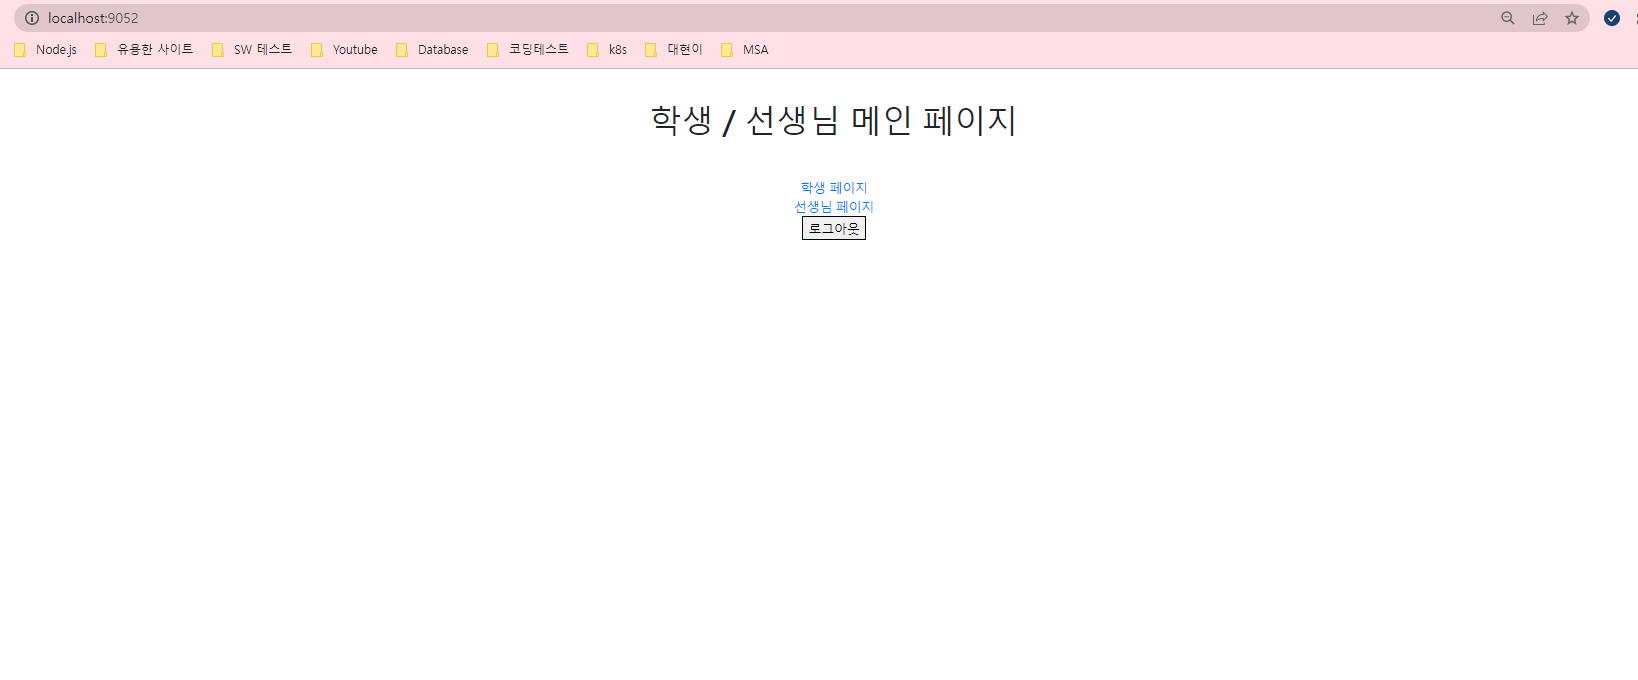 localhost:9052
Node.js 유용한 사이트 SW 테스트 Youtube Database 코딩테스트 k8s 대현이 MSA
학생 / 선생님 메인 페이지
학생 페이지
선생님 페이지
로그아웃